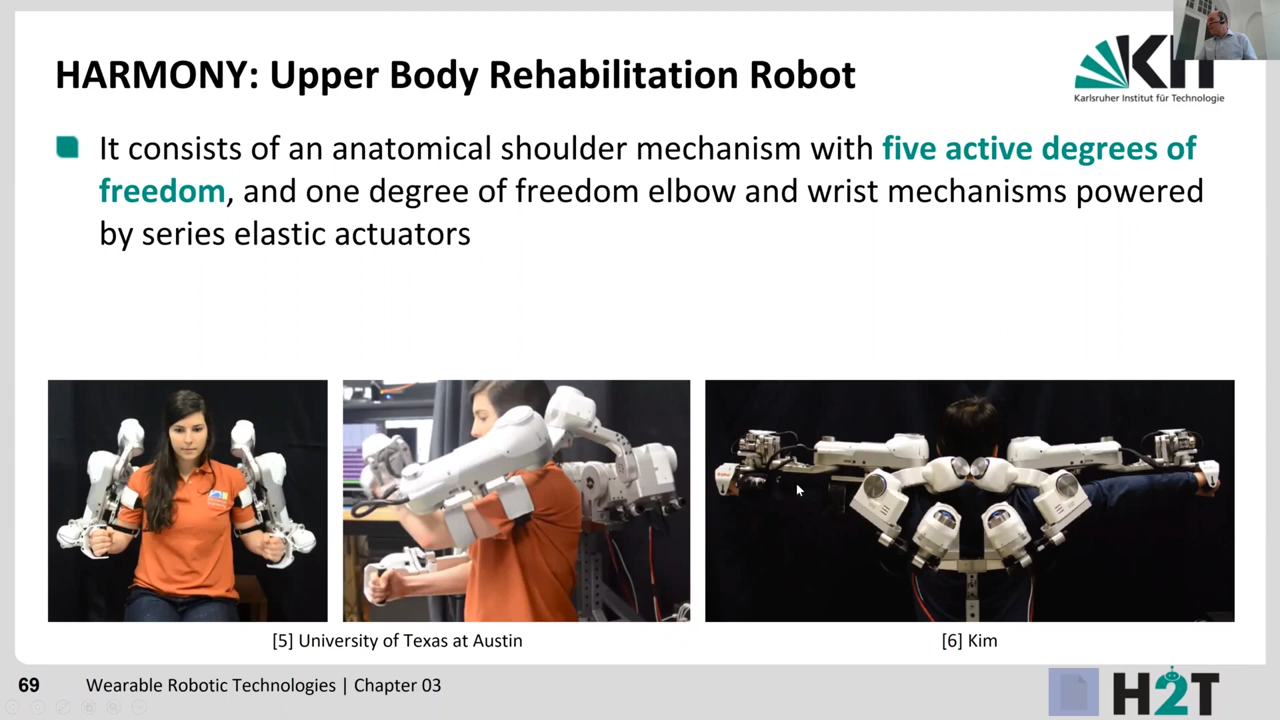 HARMONY: Upper Body Rehabilitation Robot
KIT
Karlsruher Institut für Technologie
It consists of an anatomical shoulder mechanism with five active degrees of
freedom, and one degree of freedom elbow and wrist mechanisms powered
by series elastic actuators
[5] University of Texas at Austin
[6] Kim
69
Wearable Robotic Technologies | Chapter 03
H2T